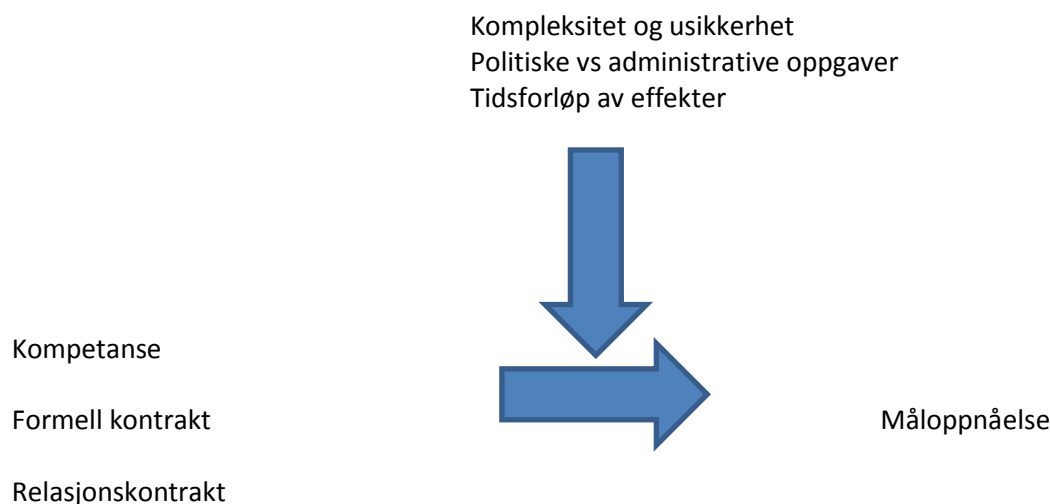 Kompleksitet og usikkerhet
Politiske vs administrative oppgaver
Tidsforløp av effekter
Kompetanse
Formell kontrakt
Måloppnåelse
Relasjonskontrakt